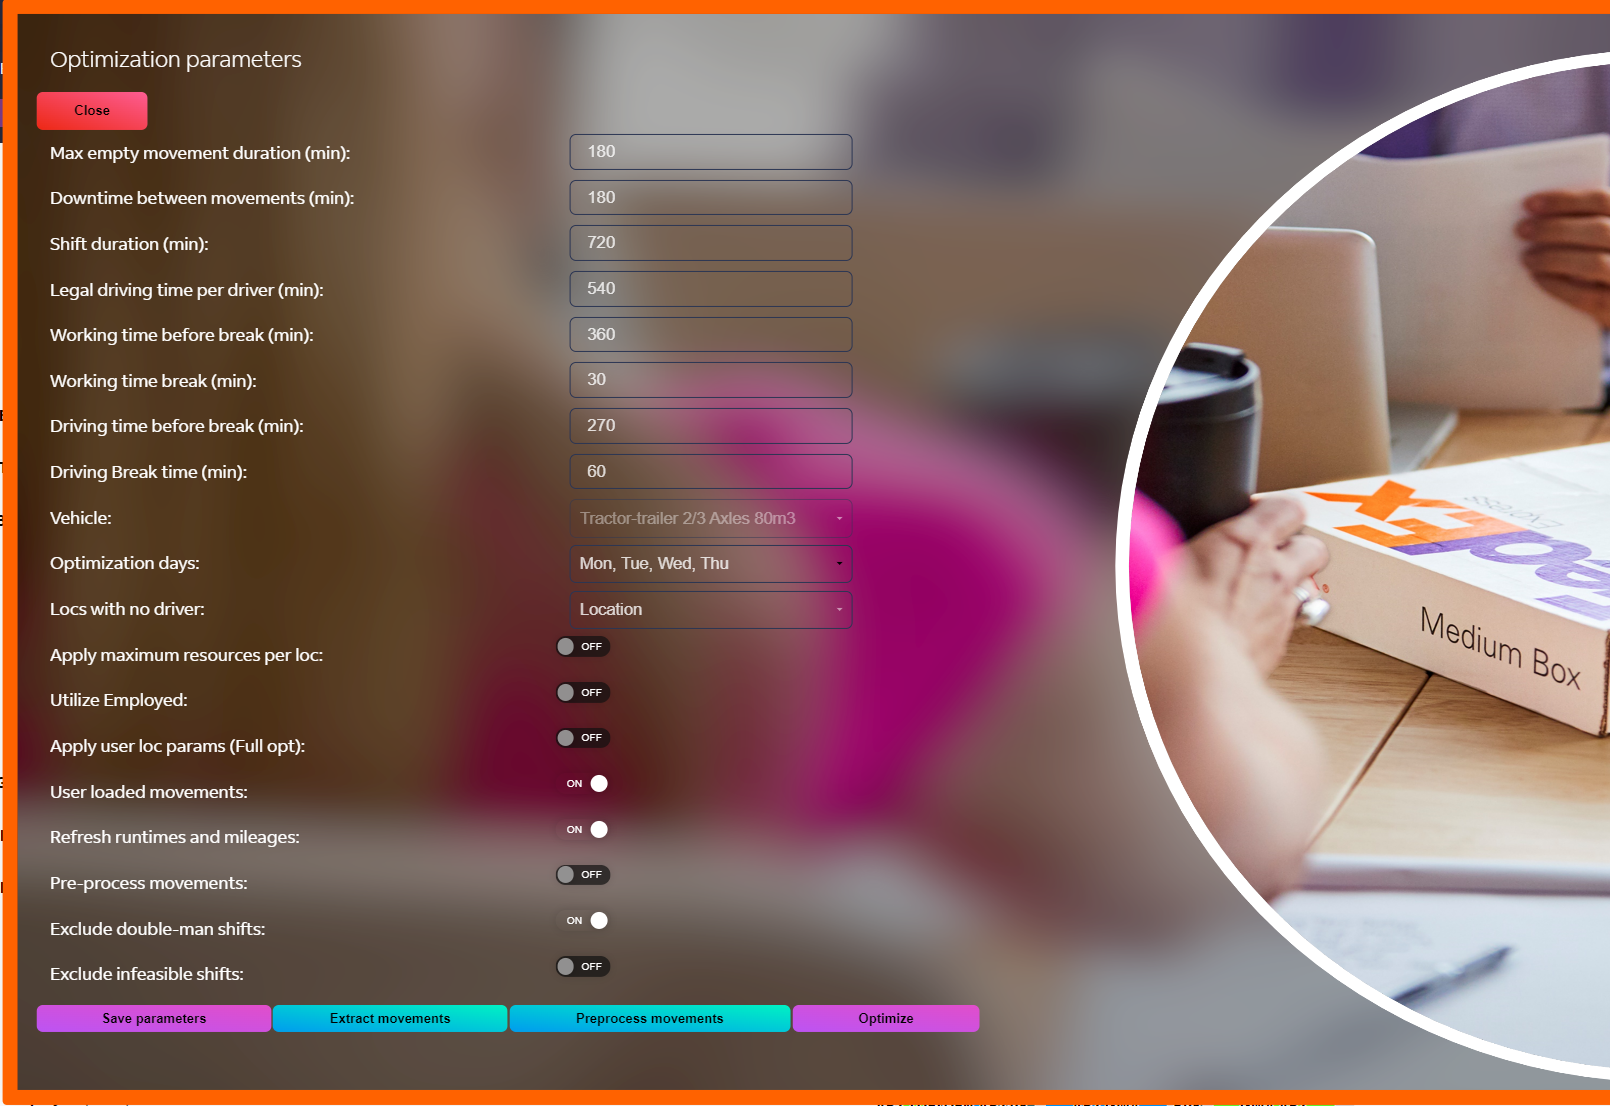 Optimization parameters
Close
Max empty movement duration (min): 180
Downtime between movements (min): 180
Shift duration (min): 720
Legal driving time per driver (min): 540
Working time before break (min): 360
Working time break (min): 30
Driving time before break (min): 270
Driving Break time (min): 60
Vehicle: Tractor-trailer 2/3 Axles 80m3
Optimization days: Mon, Tue, Wed, Thu
Locs with no driver: Location
Apply maximum resources per loc: OFF
Utilize Employed: OFF
Apply user loc params (Full opt): OFF
User loaded movements: ON
Refresh runtimes and mileages: ON
Pre-process movements: OFF
Exclude double-man shifts: ON
Exclude infeasible shifts: OFF
Save parameters Extract movements Preprocess movements Optimize
Express
Medium Box